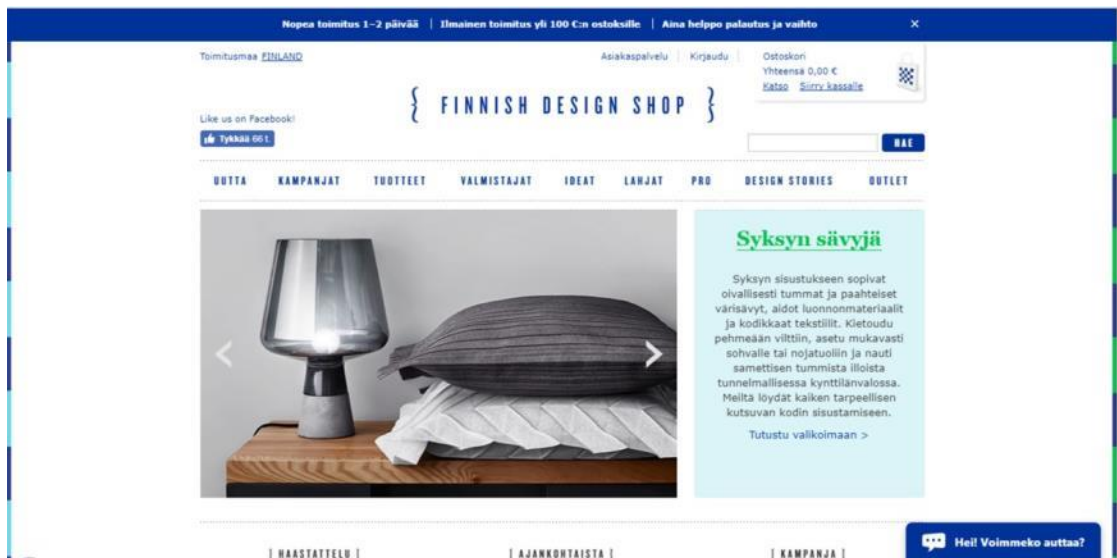 Nopea toimitus 1–2 päivää | Ilmainen toimitus yli 100 €:n ostoksille | Aina helppo palautus ja vaihto ×
Toimitusmaa FINLAND
Asiakaspalvelu | Kirjaudu
Ostoskori
Yhteensä 0,00 €
Katso Siirry kassalle
{ FINNISH DESIGN SHOP }
Like us on Facebook!
Tykkää 66 t.
HAE
UUTTA KAMPANJAT TUOTTEET VALMISTAJAT IDEAT LAHJAT PRO DESIGN STORIES OUTLET
Syksyn sävyjä
Syksyn sisustukseen sopivat
oivallisesti tummat ja paahteiset
värisävyt, aidot luonnonmateriaalit
ja kodikkaat tekstiilit. Kietoudu
pehmeään vilttiin, asetu mukavasti
sohvalle tai nojatuoliin ja nauti
samettisen tummista illoista
tunnelmallisessa kynttilänvalossa.
Meiltä löydät kaiken tarpeellisen
kutsuvan kodin sisustamiseen.
Tutustu valikoimaan >
[ HAASTATTELU ] [ AJANKOHTAISTA ] [ KAMPANJA ]
Hei! Voimmeko auttaa?